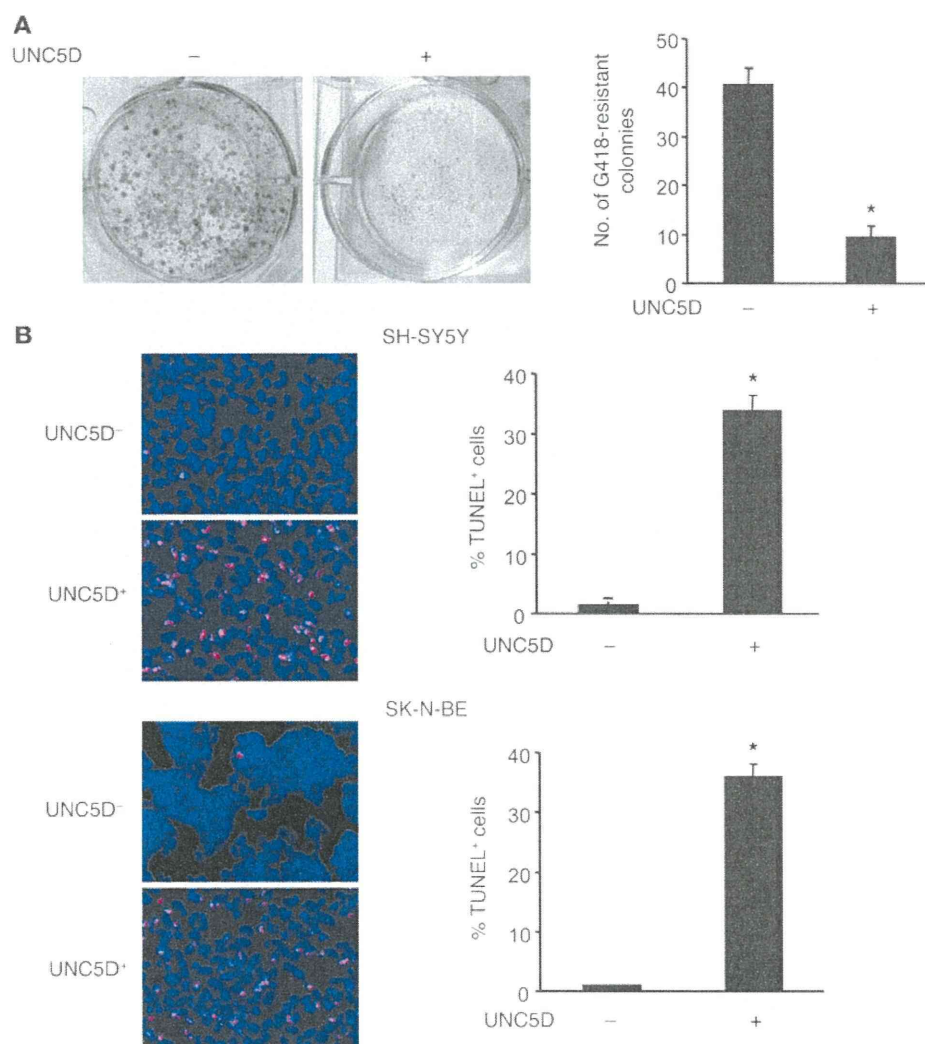 A
UNC5D
−
+
50
40
30
20
10
0
No. of G418-resistant
colonnies
*
UNC5D
−
+
B
SH-SY5Y
UNC5D⁻
UNC5D⁺
40
30
20
10
0
% TUNEL⁺ cells
*
UNC5D
−
+
SK-N-BE
UNC5D⁻
UNC5D⁺
40
30
20
10
0
% TUNEL⁺ cells
*
UNC5D
−
+